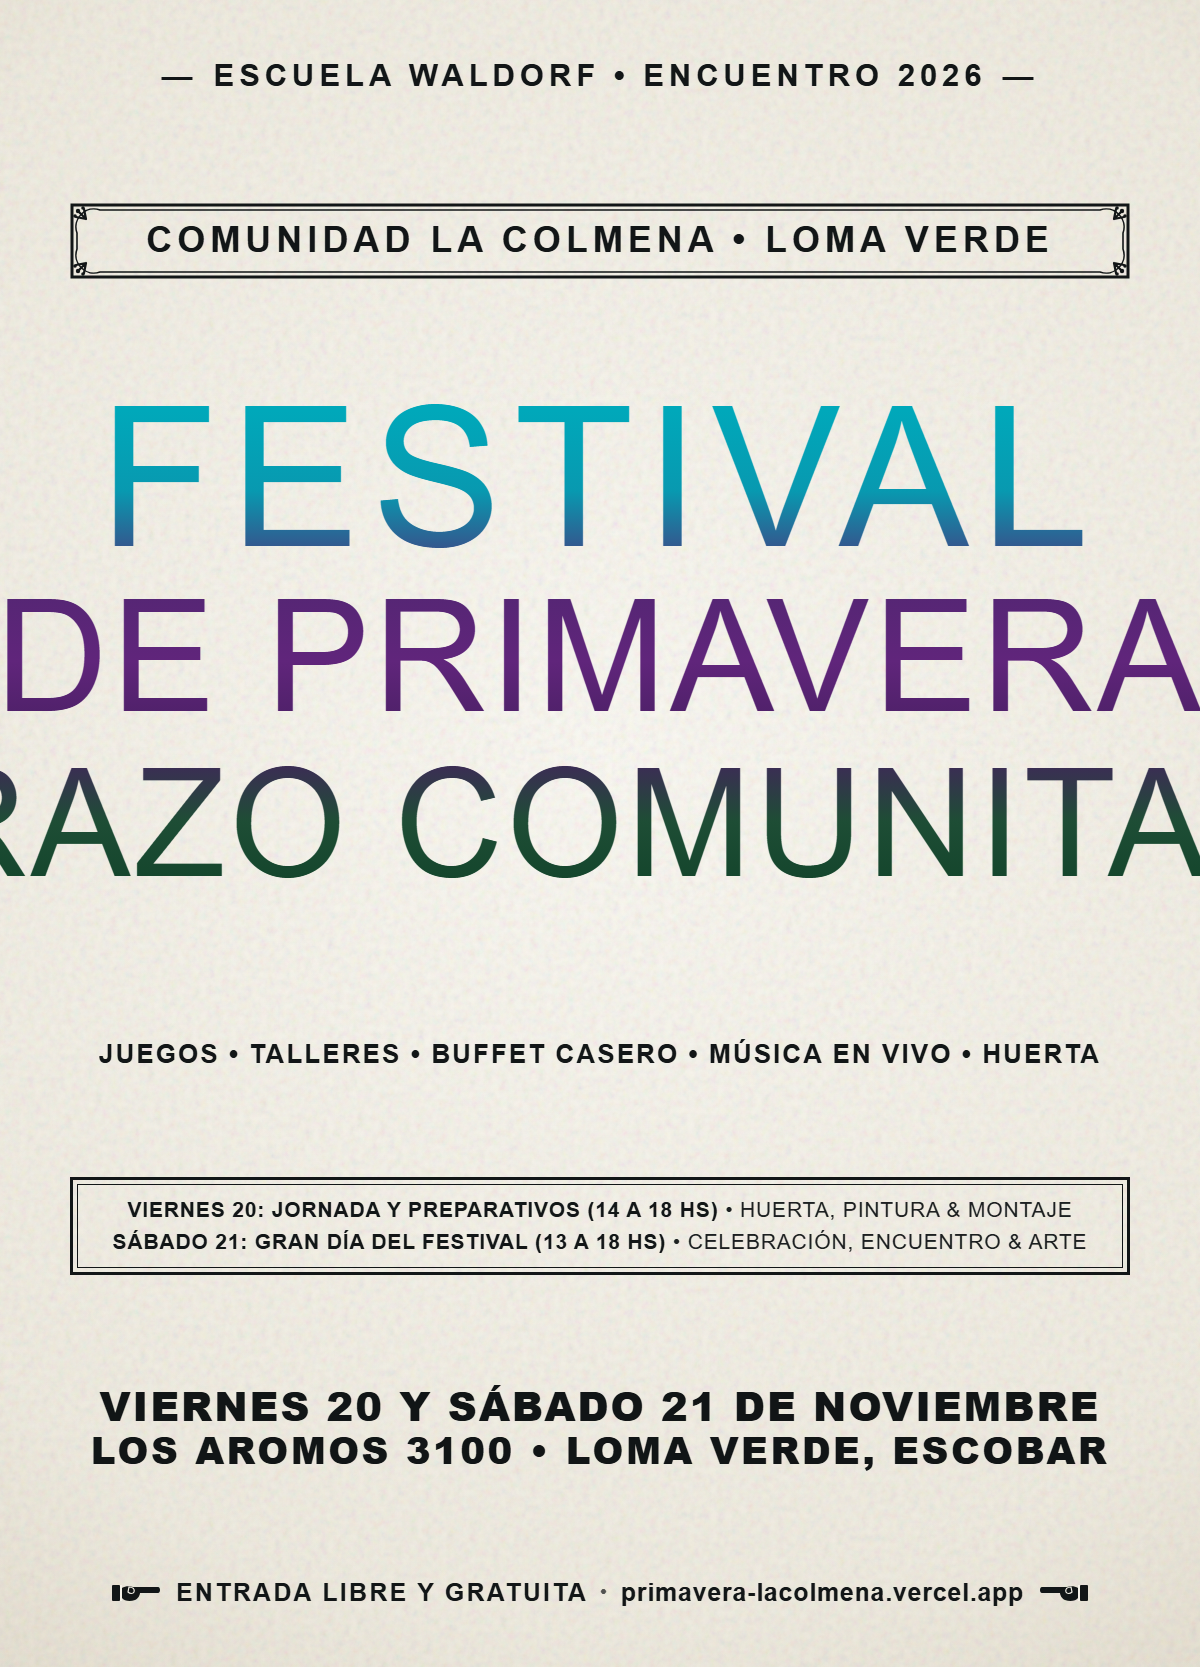 — ESCUELA WALDORF • ENCUENTRO 2026 —
COMUNIDAD LA COLMENA • LOMA VERDE
FESTIVAL
DE PRIMAVERA
RAZO COMUNITA
JUEGOS • TALLERES • BUFFET CASERO • MÚSICA EN VIVO • HUERTA
VIERNES 20: JORNADA Y PREPARATIVOS (14 A 18 HS) • HUERTA, PINTURA & MONTAJE
SÁBADO 21: GRAN DÍA DEL FESTIVAL (13 A 18 HS) • CELEBRACIÓN, ENCUENTRO & ARTE
VIERNES 20 Y SÁBADO 21 DE NOVIEMBRE
LOS AROMOS 3100 • LOMA VERDE, ESCOBAR
ENTRADA LIBRE Y GRATUITA • primavera-lacolmena.vercel.app